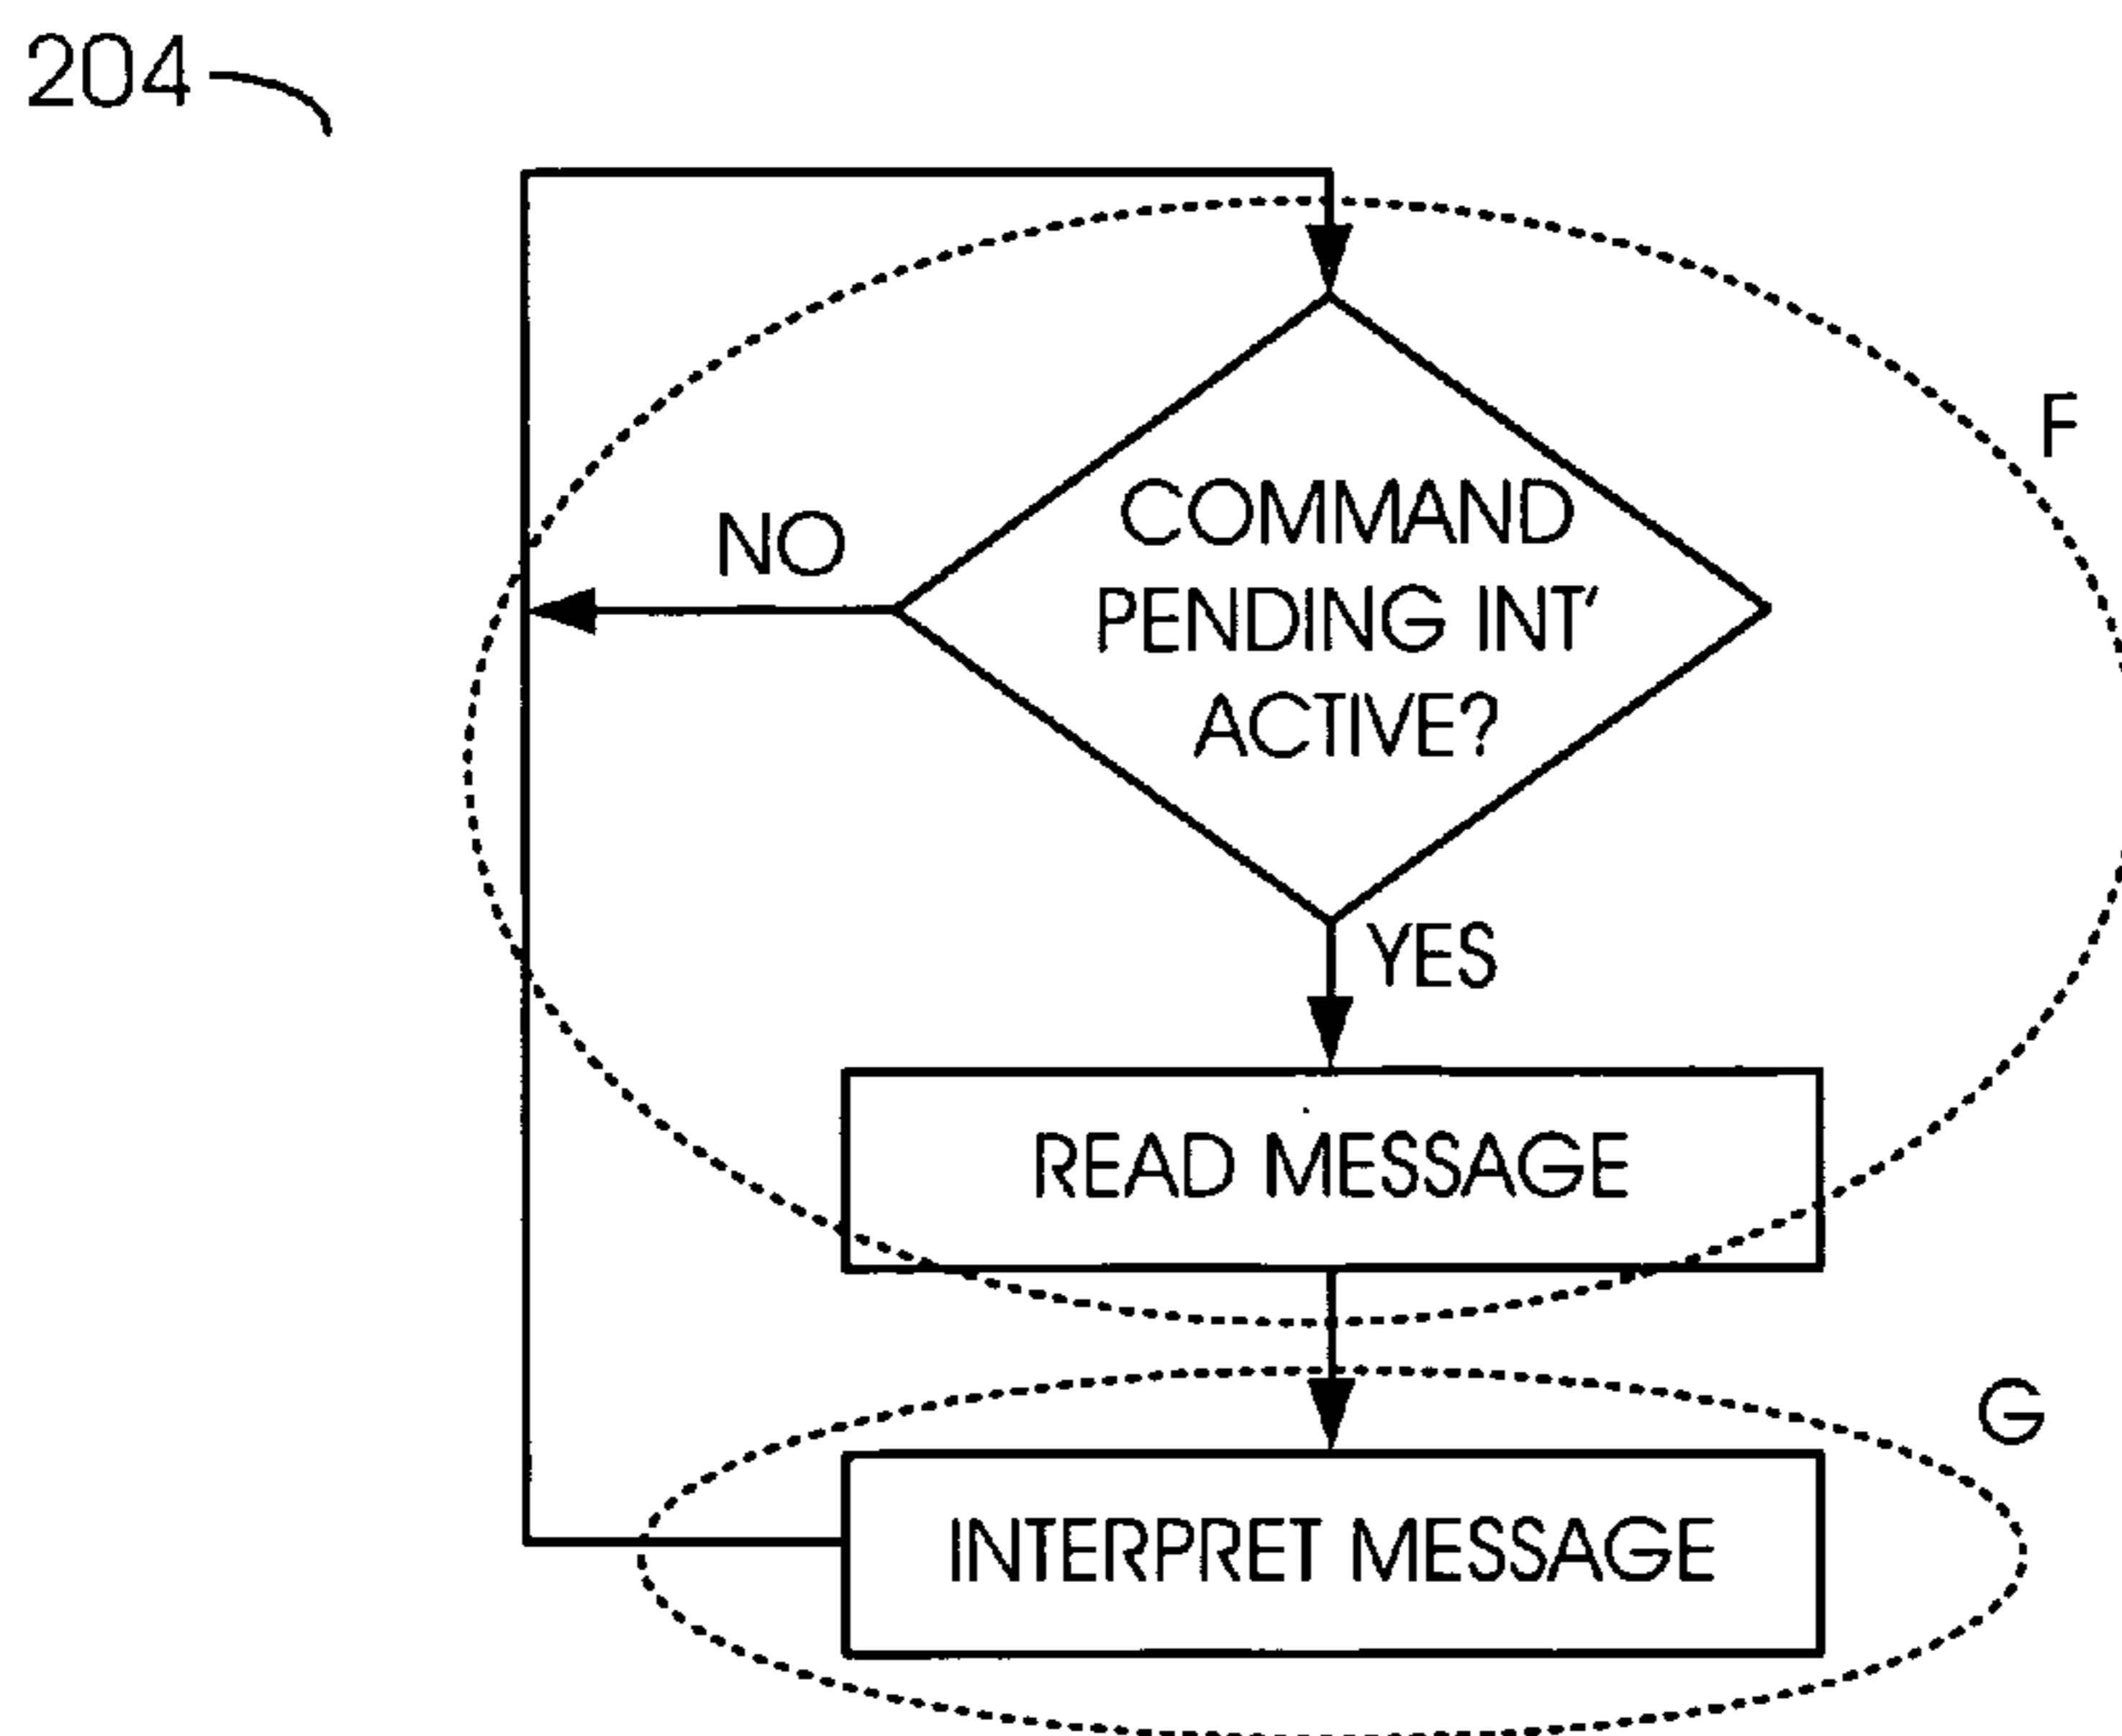 204
F
NO
COMMAND
PENDING INT'
ACTIVE?
YES
READ MESSAGE
G
INTERPRET MESSAGE